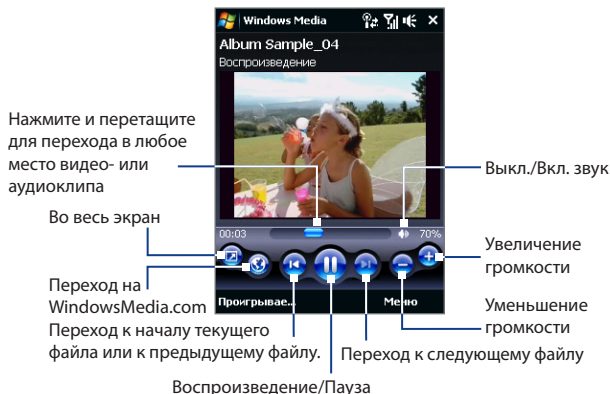 Windows Media
Album Sample_04
Воспроизведение
Нажмите и перетащите
для перехода в любое
место видео- или
аудиоклипа
Выкл./Вкл. звук
Во весь экран
00:03
70%
Увеличение
громкости
Переход на
WindowsMedia.com
Проигрывае...
Меню
Уменьшение
громкости
Переход к началу текущего
файла или к предыдущему файлу.
Переход к следующему файлу
Воспроизведение/Пауза